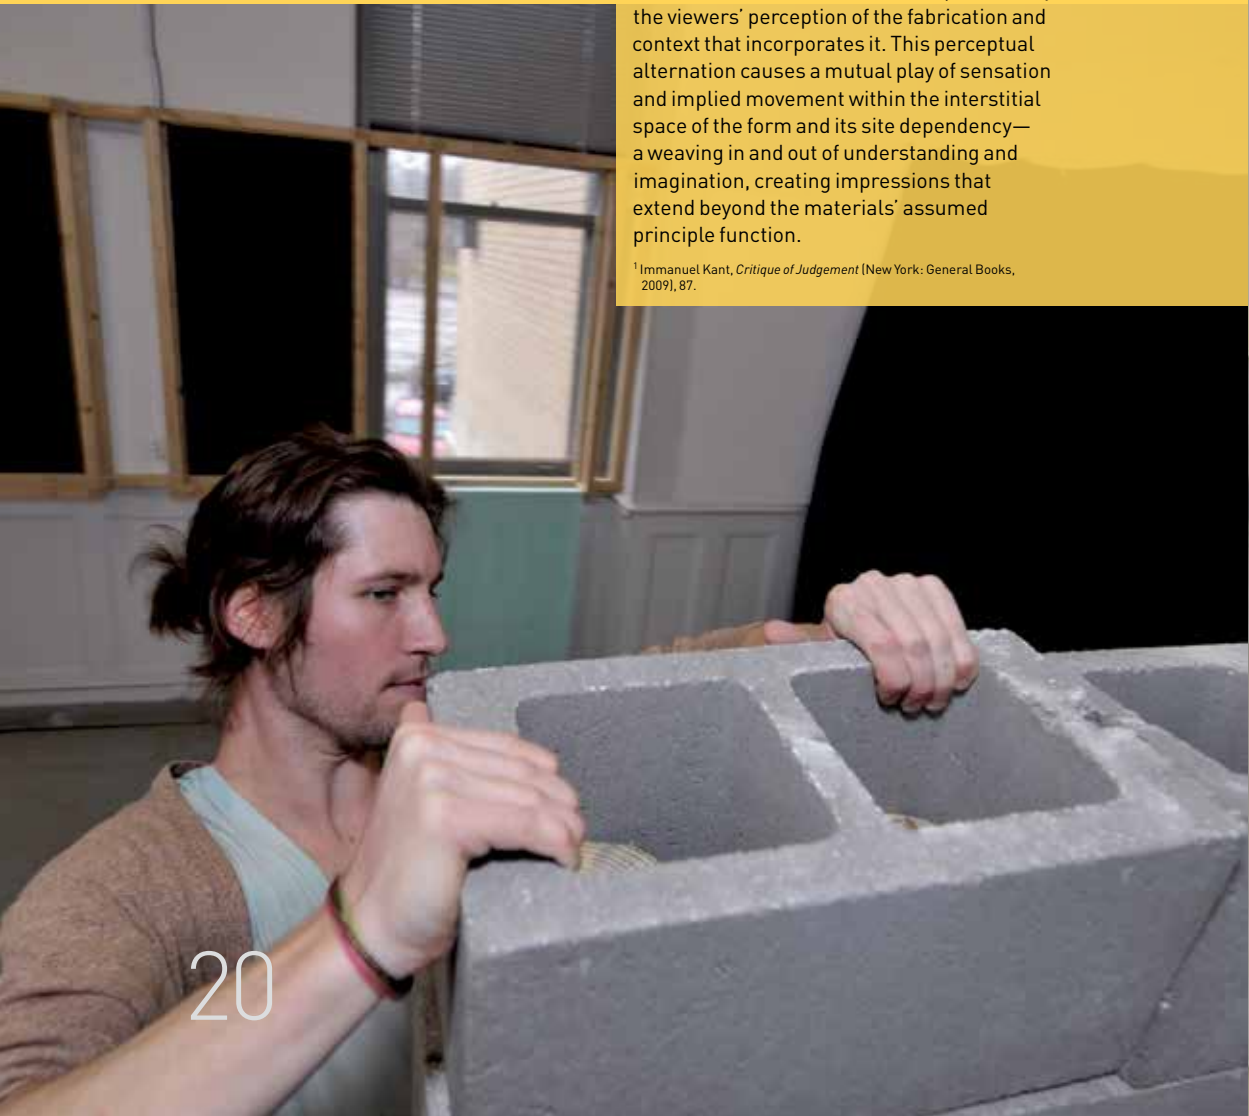 the viewers’ perception of the fabrication and
context that incorporates it. This perceptual
alternation causes a mutual play of sensation
and implied movement within the interstitial
space of the form and its site dependency—
a weaving in and out of understanding and
imagination, creating impressions that
extend beyond the materials’ assumed
principle function.
1 Immanuel Kant, Critique of Judgement (New York: General Books,
2009), 87.
20